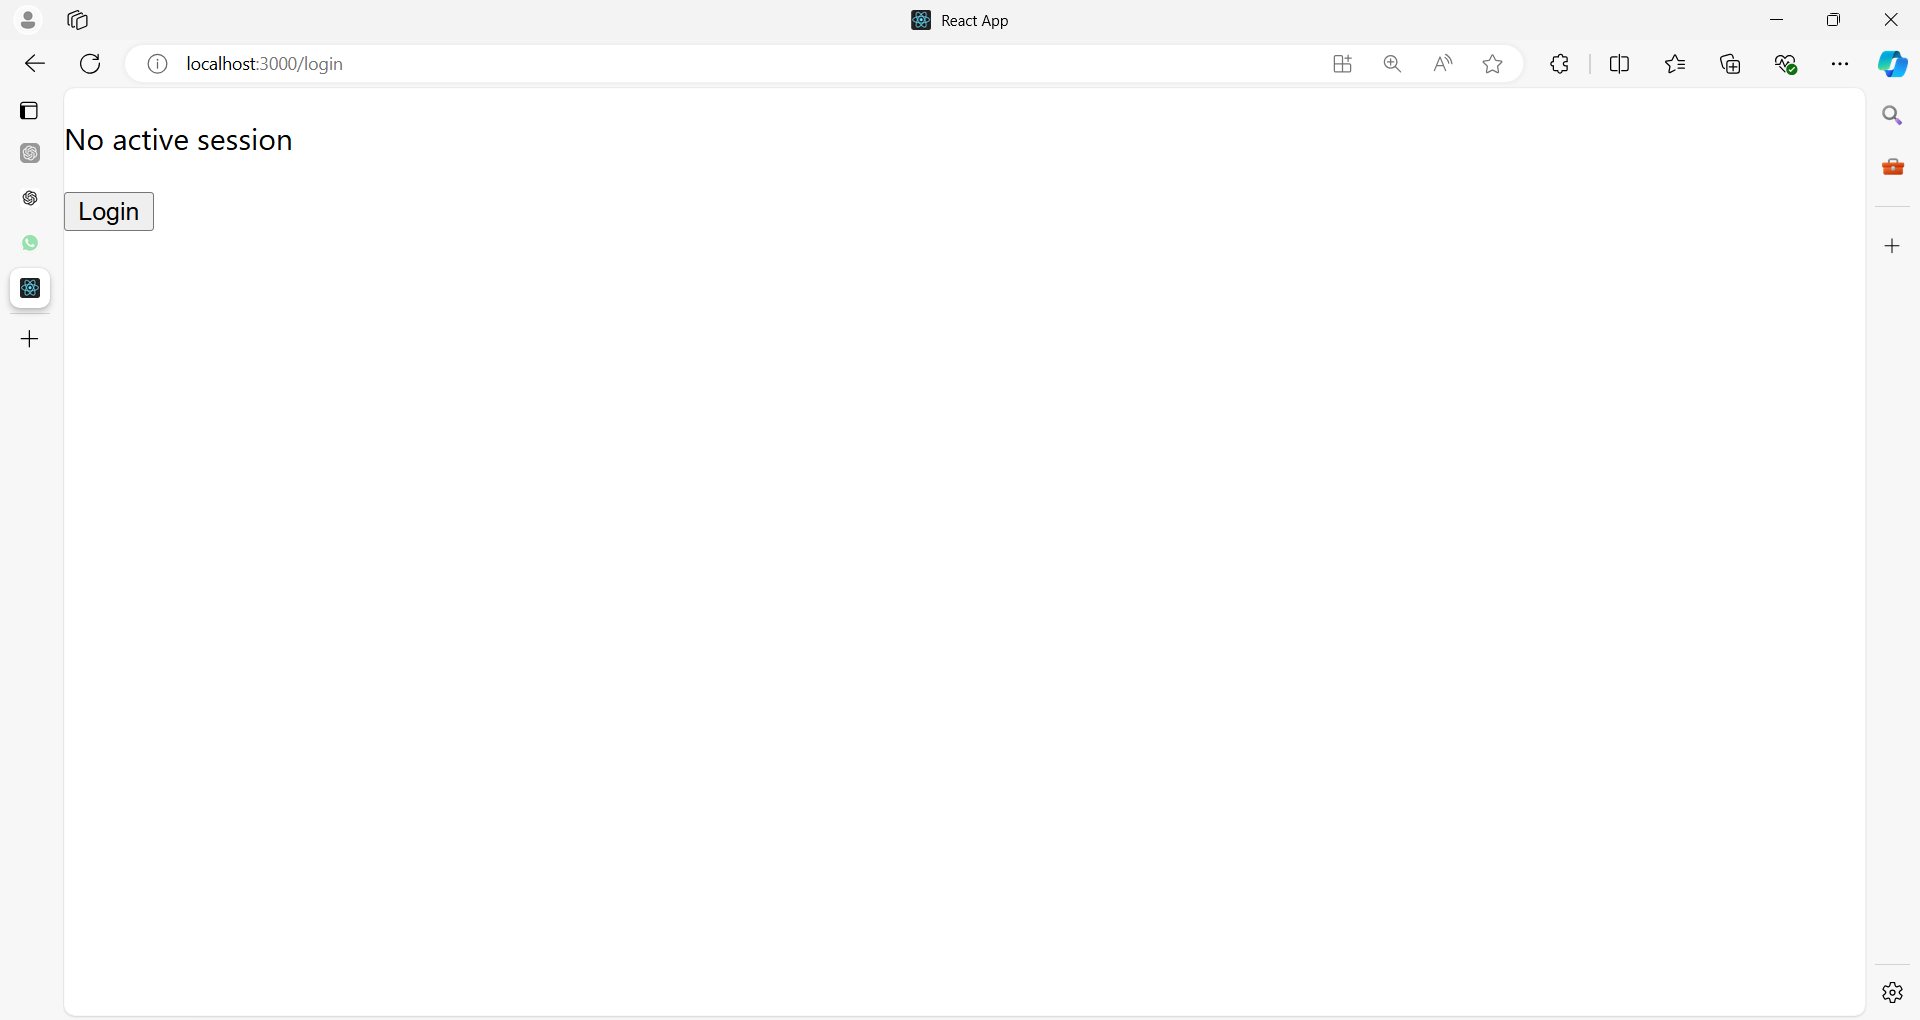 React App
localhost:3000/login
No active session
Login